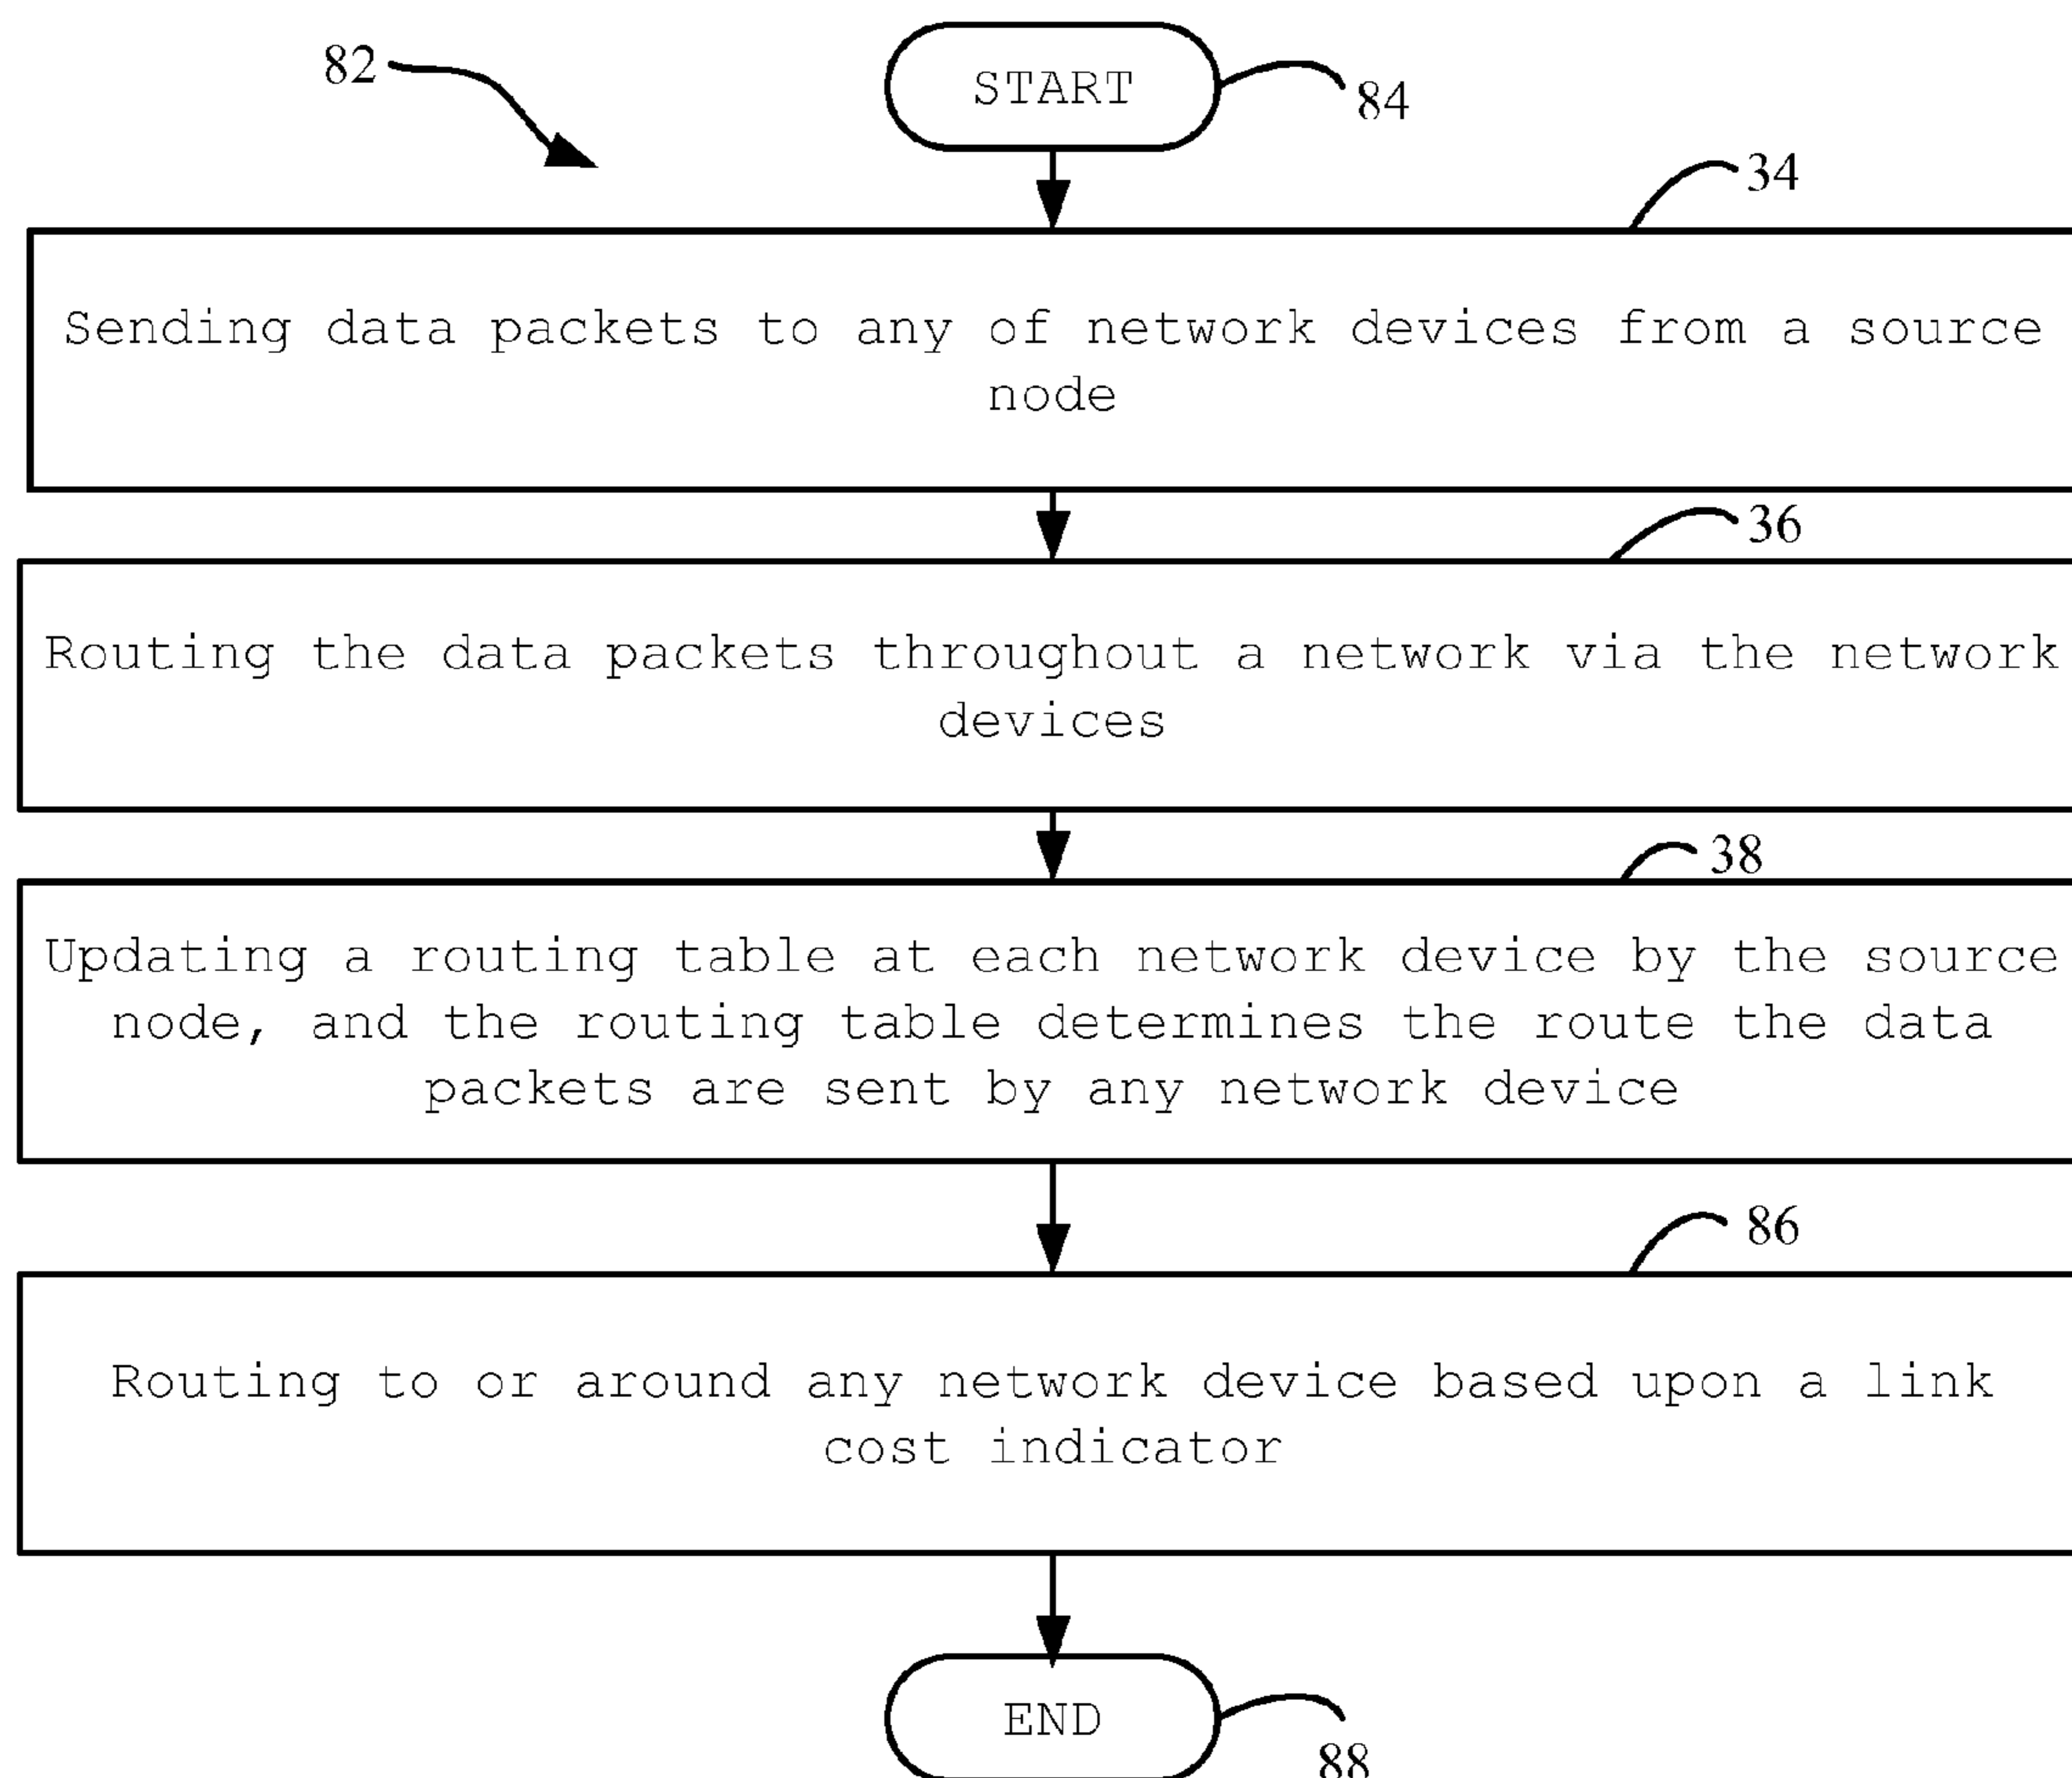 82
START
84
34
Sending data packets to any of network devices from a source
node
36
Routing the data packets throughout a network via the network
devices
38
Updating a routing table at each network device by the source
node, and the routing table determines the route the data
packets are sent by any network device
86
Routing to or around any network device based upon a link
cost indicator
END
88